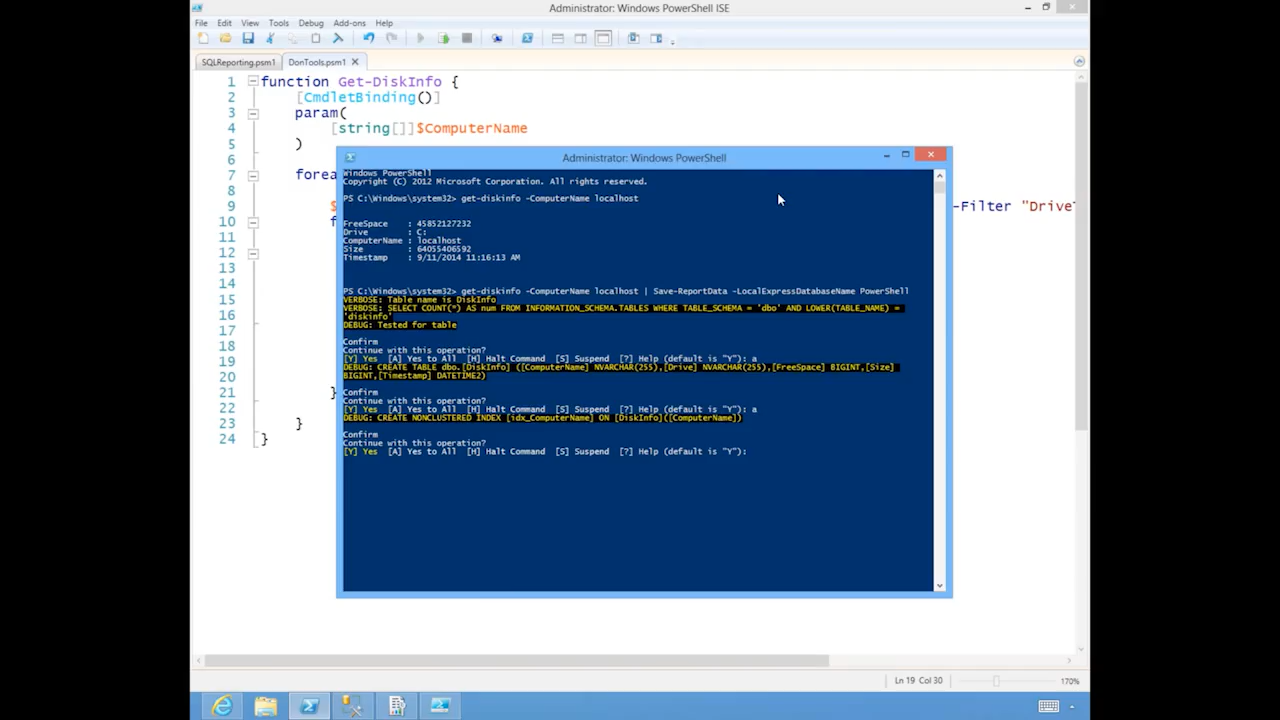 Administrator: Windows PowerShell ISE
File Edit View Tools Debug Add-ons Help
SQLReporting.psm1 DonTools.psm1
1 function Get-DiskInfo {
2 [CmdletBinding()]
3 param(
4 [string[]]$ComputerName
5 )
6
7 forea
8
9 $ -Filter "Drive
10 f
11
12
13
14
15
16
17
18
19
20
21 }
22
23 }
24 }
Administrator: Windows PowerShell
Windows PowerShell
Copyright (C) 2012 Microsoft Corporation. All rights reserved.
PS C:\Windows\system32> get-diskinfo -ComputerName localhost
FreeSpace : 45852127232
Drive : C:
ComputerName : localhost
Size : 64055406592
Timestamp : 9/11/2014 11:16:13 AM
PS C:\Windows\system32> get-diskinfo -ComputerName localhost | Save-ReportData -LocalExpressDatabaseName PowerShell
VERBOSE: Table name is DiskInfo
VERBOSE: SELECT COUNT(*) AS num FROM INFORMATION_SCHEMA.TABLES WHERE TABLE_SCHEMA = 'dbo' AND LOWER(TABLE_NAME) =
'diskinfo'
DEBUG: Tested for table
Confirm
Continue with this operation?
[Y] Yes [A] Yes to All [H] Halt Command [S] Suspend [?] Help (default is "Y"): a
DEBUG: CREATE TABLE dbo.[DiskInfo] ([ComputerName] NVARCHAR(255),[Drive] NVARCHAR(255),[FreeSpace] BIGINT,[Size]
BIGINT,[Timestamp] DATETIME2)
Confirm
Continue with this operation?
[Y] Yes [A] Yes to All [H] Halt Command [S] Suspend [?] Help (default is "Y"): a
DEBUG: CREATE NONCLUSTERED INDEX [idx_ComputerName] ON [DiskInfo]([ComputerName])
Confirm
Continue with this operation?
[Y] Yes [A] Yes to All [H] Halt Command [S] Suspend [?] Help (default is "Y"):
Ln 19 Col 30 170%